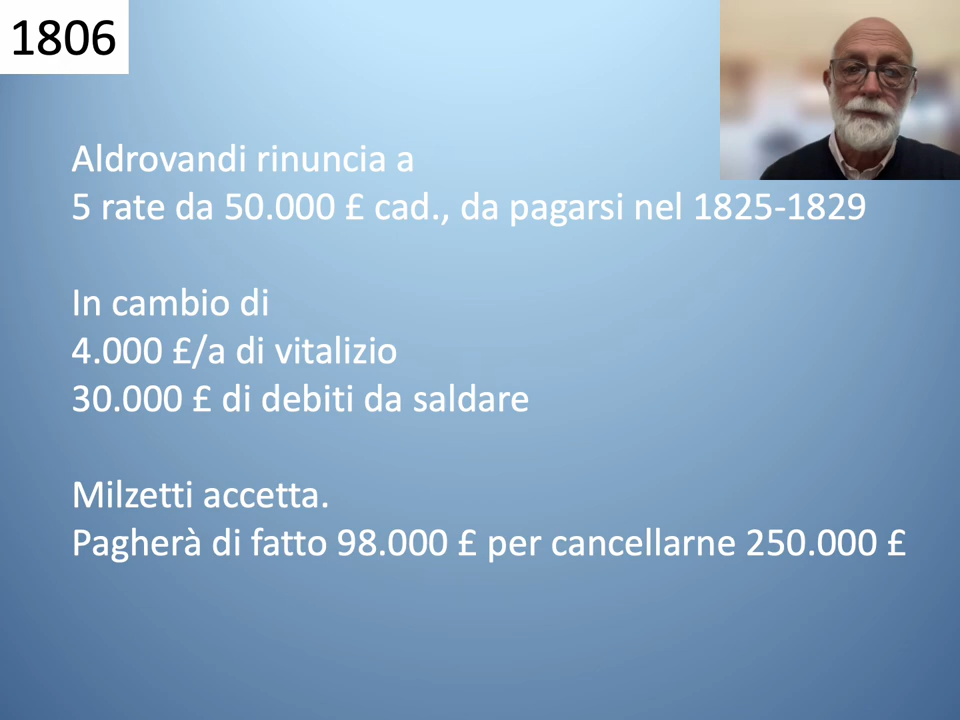 1806
Aldrovandi rinuncia a
5 rate da 50.000 £ cad., da pagarsi nel 1825-1829
In cambio di
4.000 £/a di vitalizio
30.000 £ di debiti da saldare
Milzetti accetta.
Pagherà di fatto 98.000 £ per cancellarne 250.000 £